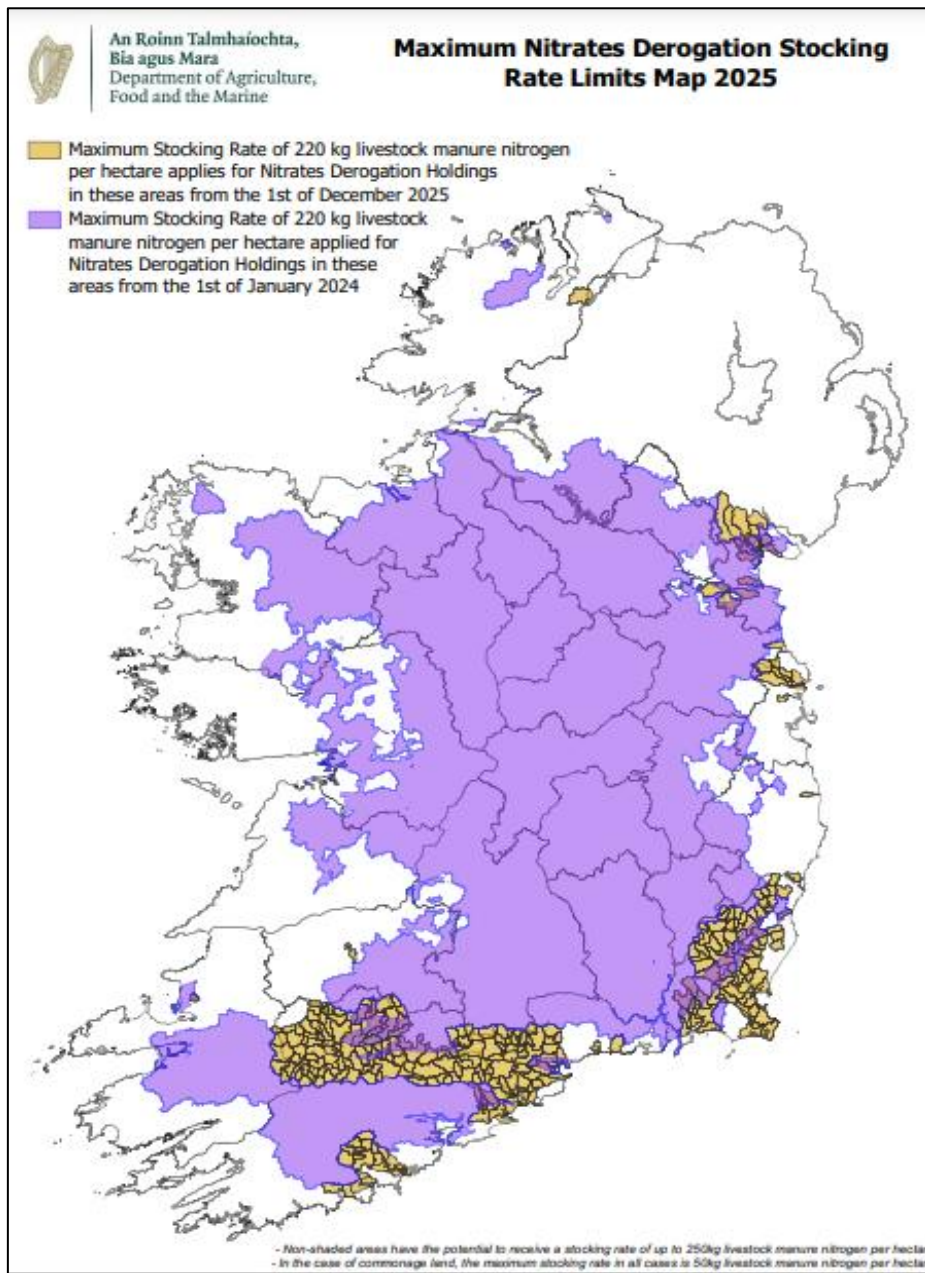 An Roinn Talmhaíochta,
Bia agus Mara
Department of Agriculture,
Food and the Marine
Maximum Nitrates Derogation Stocking
Rate Limits Map 2025
Maximum Stocking Rate of 220 kg livestock manure nitrogen
per hectare applies for Nitrates Derogation Holdings
in these areas from the 1st of December 2025
Maximum Stocking Rate of 220 kg livestock
manure nitrogen per hectare applied for
Nitrates Derogation Holdings in these
areas from the 1st of January 2024
- Non-shaded areas have the potential to receive a stocking rate of up to 250kg livestock manure nitrogen per hectar
- In the case of commonage land, the maximum stocking rate in all cases is 50kg livestock manure nitrogen per hectar